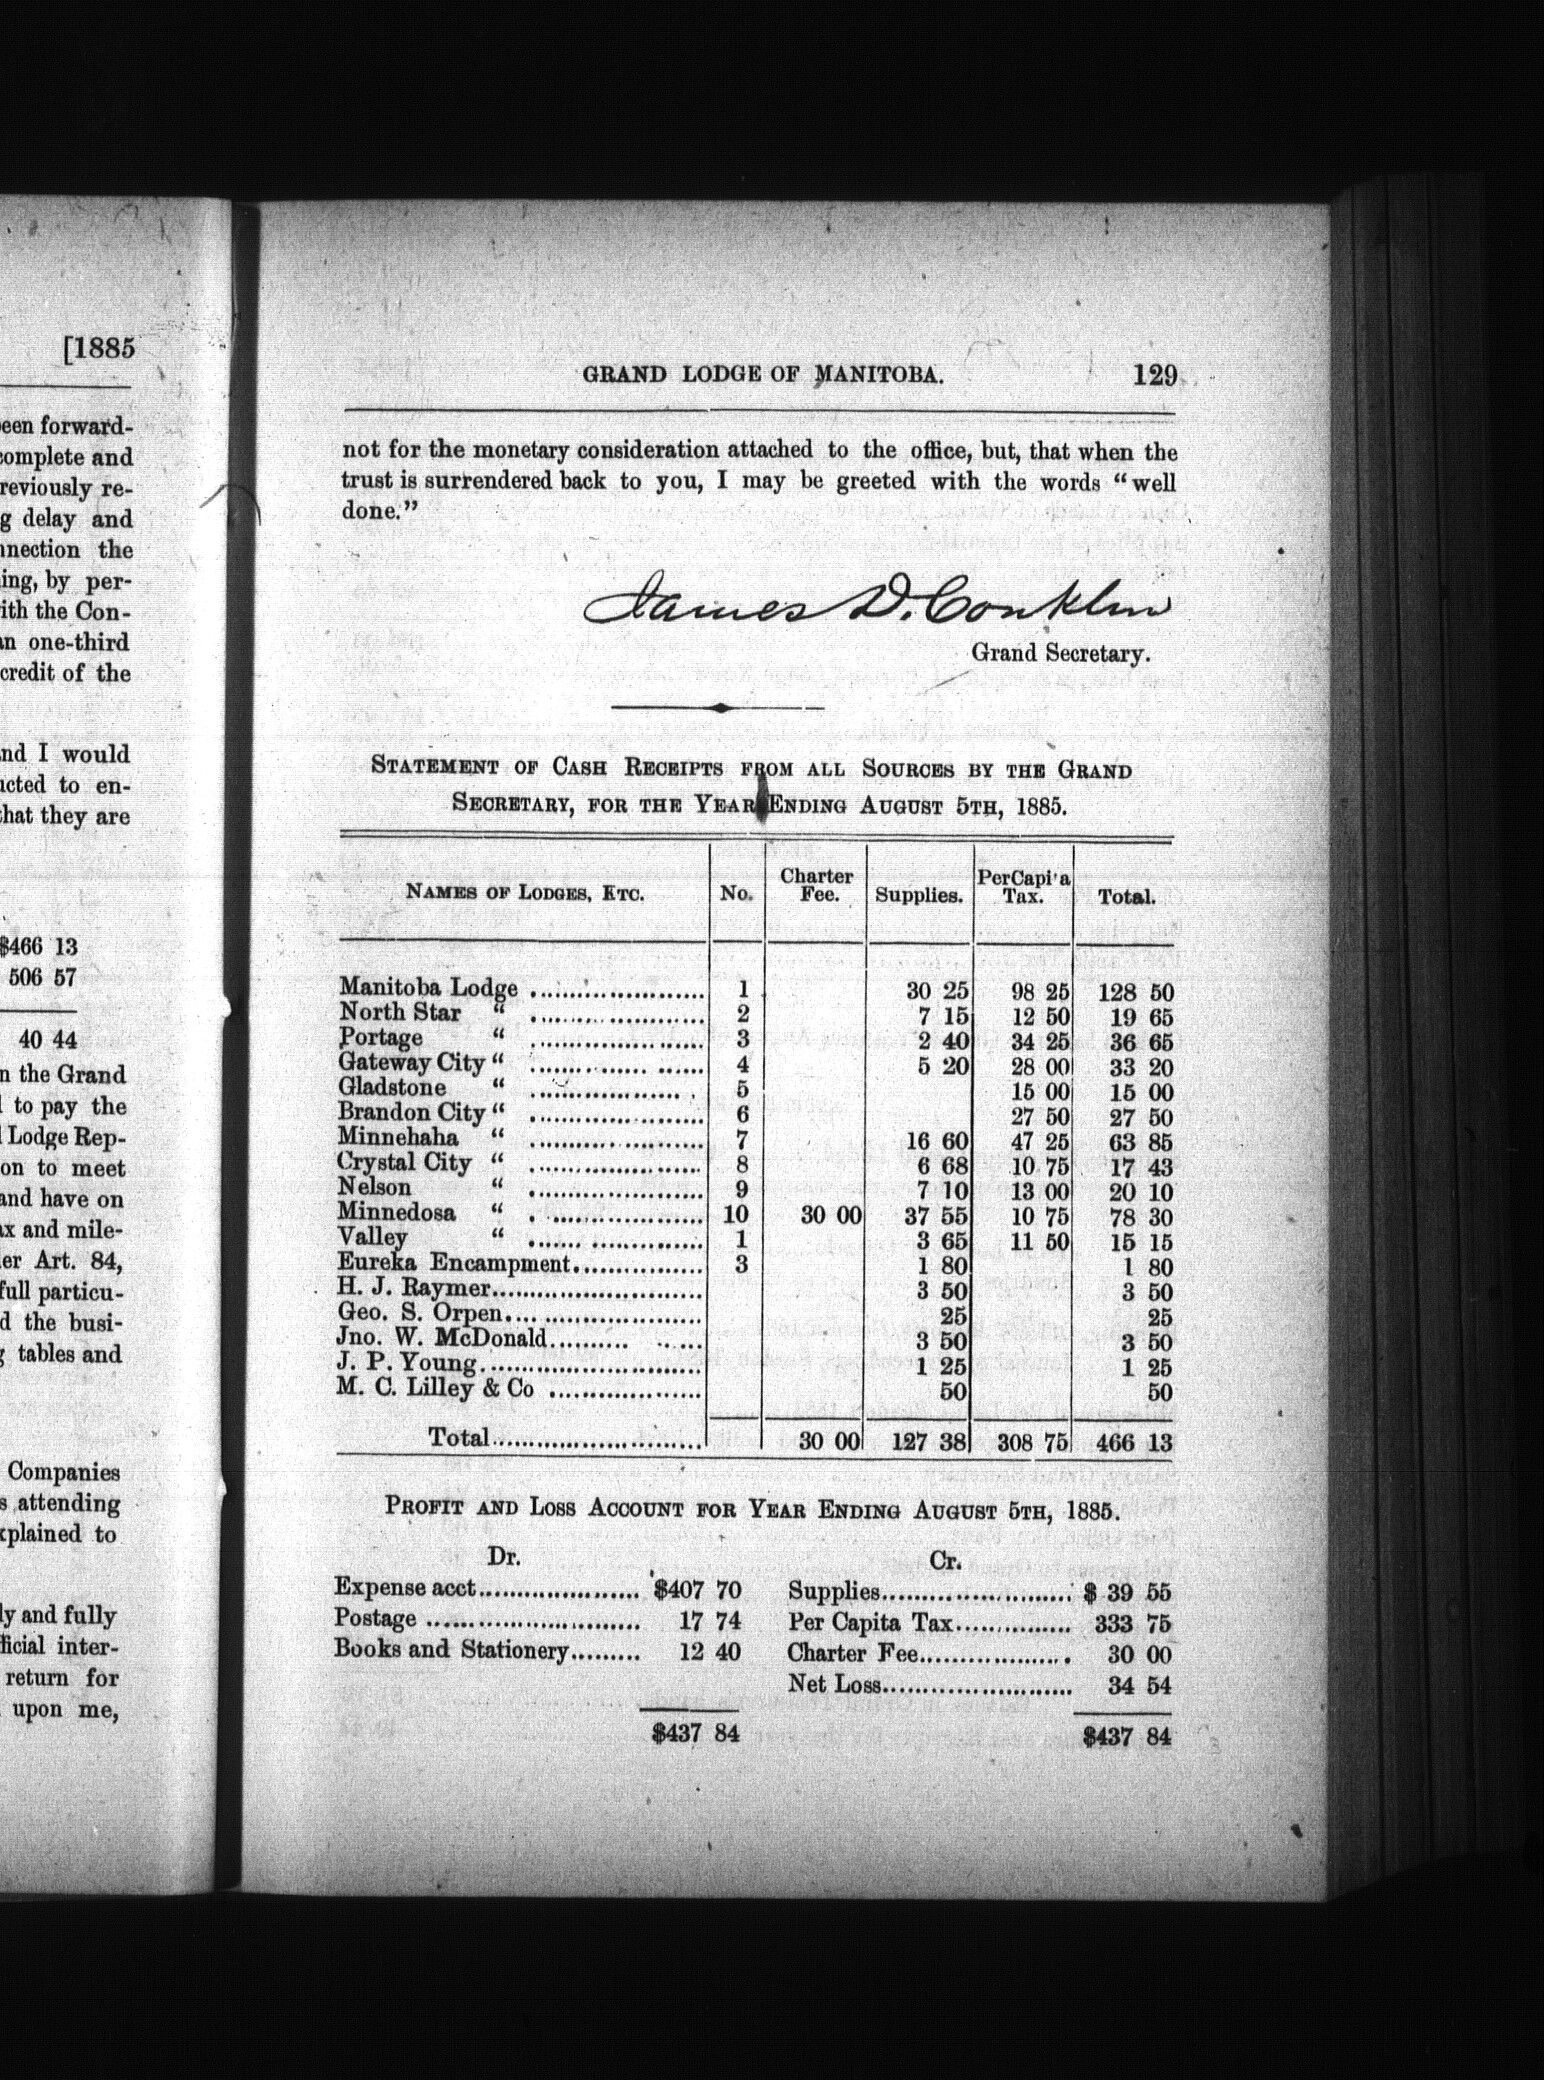 [1885
een forward-
complete and
reviously re-
g delay and
nnection the
ing, by per-
ith the Con-
an one-third
credit of the
nd I would
ucted to en-
that they are
$466 13
506 57
40 44
n the Grand
to pay the
Lodge Rep-
on to meet
and have on
ax and mile-
er Art. 84,
full particu-
d the busi-
g tables and
Companies
s attending
xplained to
ly and fully
ficial inter-
return for
upon me,
GRAND LODGE OF MANITOBA. 129
not for the monetary consideration attached to the office, but, that when the
trust is surrendered back to you, I may be greeted with the words “well
done.”
James D. Conklin
Grand Secretary.
STATEMENT OF CASH RECEIPTS FROM ALL SOURCES BY THE GRAND
SECRETARY, FOR THE YEAR ENDING AUGUST 5TH, 1885.
NAMES OF LODGES, ETC. No. Charter Fee. Supplies. PerCapi'a Tax. Total.
Manitoba Lodge ..................... 1 30 25 98 25 128 50
North Star “ ..................... 2 7 15 12 50 19 65
Portage “ ..................... 3 2 40 34 25 36 65
Gateway City “ ..................... 4 5 20 28 00 33 20
Gladstone “ ..................... 5 15 00 15 00
Brandon City “ ..................... 6 27 50 27 50
Minnehaha “ ..................... 7 16 60 47 25 63 85
Crystal City “ ..................... 8 6 68 10 75 17 43
Nelson “ ..................... 9 7 10 13 00 20 10
Minnedosa “ ..................... 10 30 00 37 55 10 75 78 30
Valley “ ..................... 1 3 65 11 50 15 15
Eureka Encampment............... 3 1 80 1 80
H. J. Raymer......................... 3 50 3 50
Geo. S. Orpen........................ 25 25
Jno. W. McDonald................... 3 50 3 50
J. P. Young........................... 1 25 1 25
M. C. Lilley & Co .................. 50 50
Total......................... 30 00 127 38 308 75 466 13
PROFIT AND LOSS ACCOUNT FOR YEAR ENDING AUGUST 5TH, 1885.
Dr. Cr.
Expense acct..................... $407 70 Supplies......................... $ 39 55
Postage ........................... 17 74 Per Capita Tax............... 333 75
Books and Stationery......... 12 40 Charter Fee.................. 30 00
Net Loss........................ 34 54
$437 84 $437 84